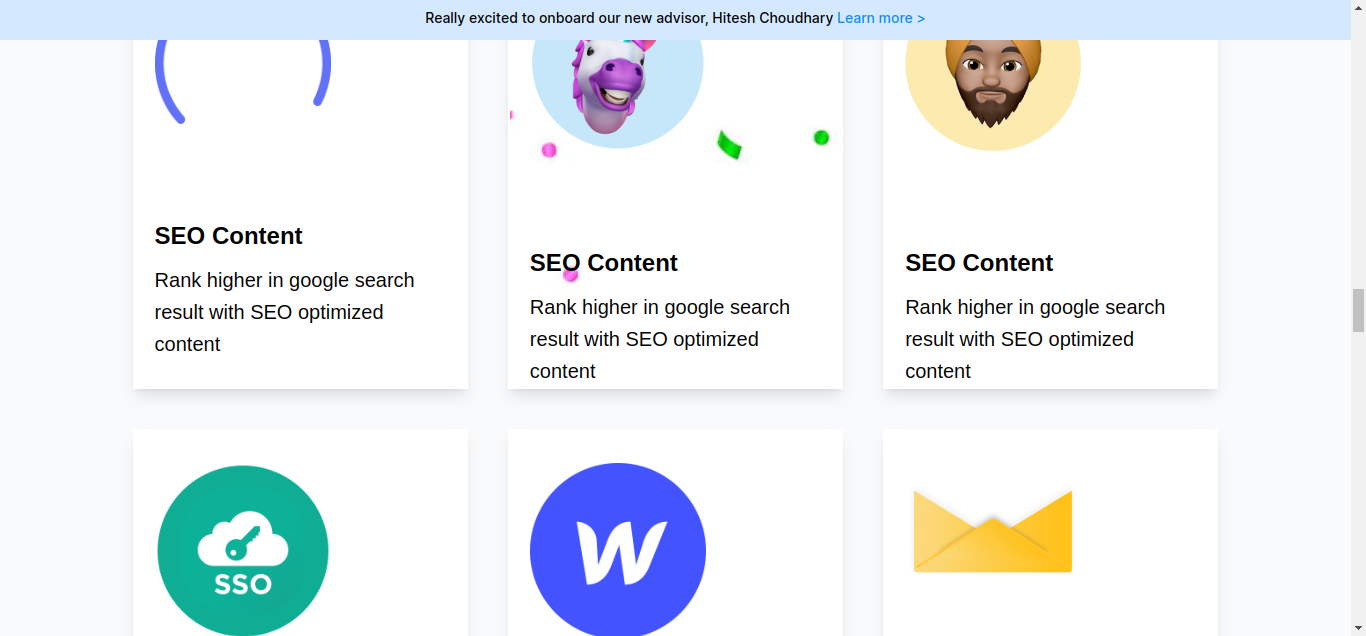 Really excited to onboard our new advisor, Hitesh Choudhary Learn more >
SEO Content
Rank higher in google search
result with SEO optimized
content
SEO Content
Rank higher in google search
result with SEO optimized
content
SEO Content
Rank higher in google search
result with SEO optimized
content
SSO
W